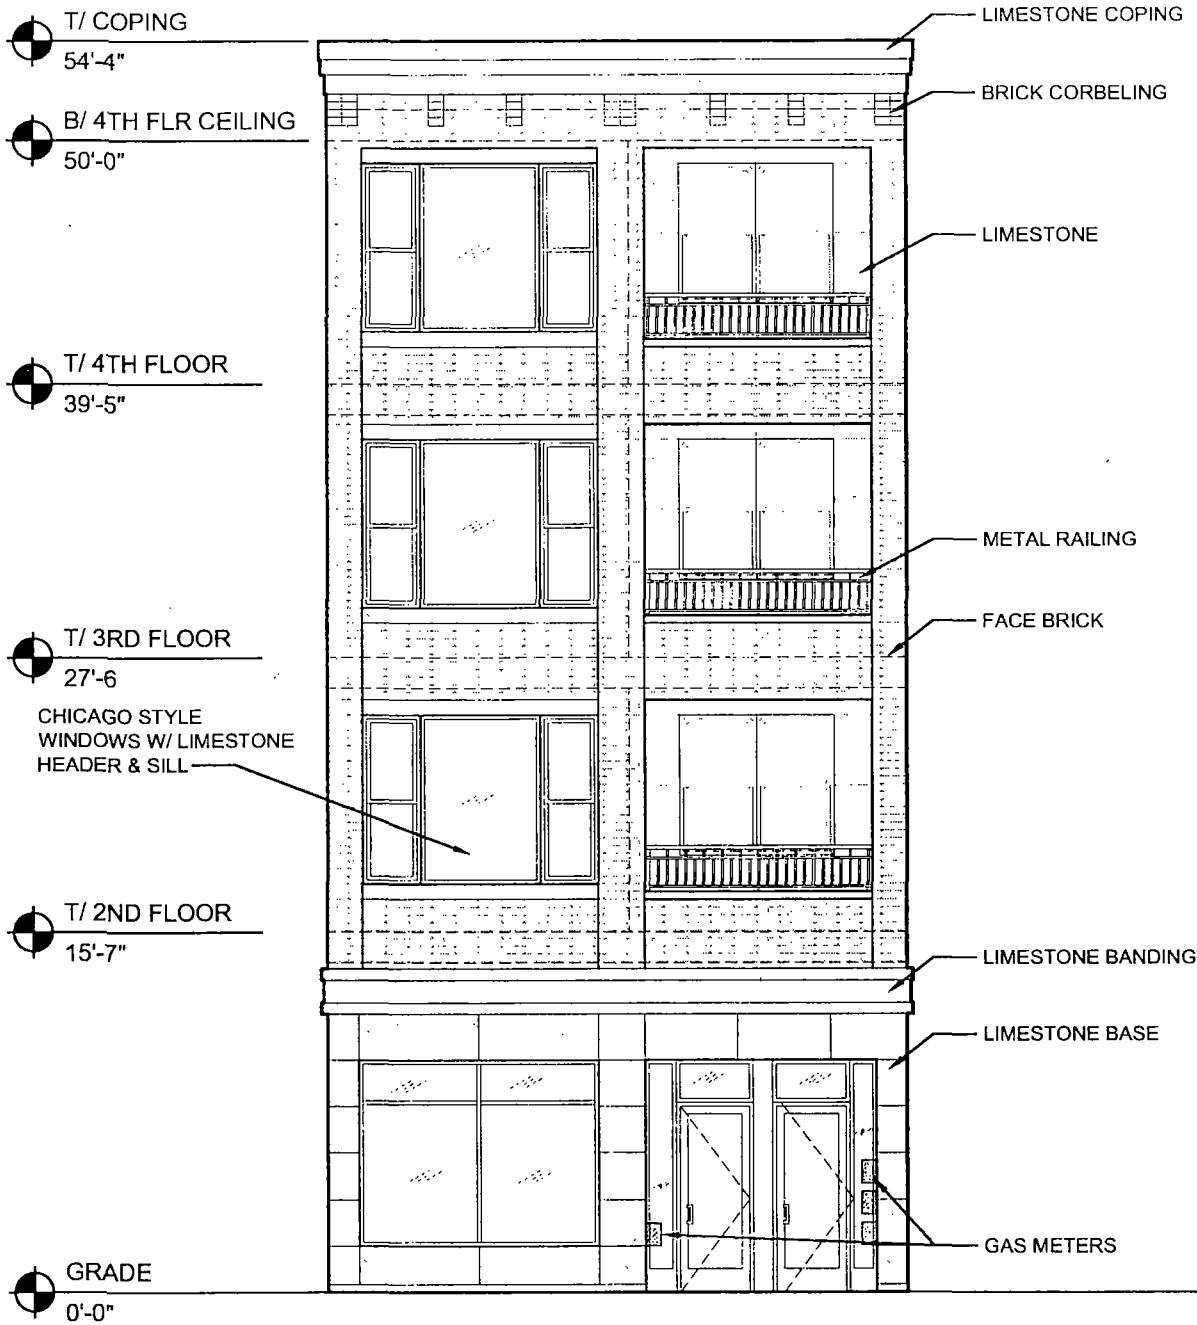 T/ COPING
54'-4"
LIMESTONE COPING
BRICK CORBELING
B/ 4TH FLR CEILING
50'-0"
LIMESTONE
T/ 4TH FLOOR
39'-5"
METAL RAILING
FACE BRICK
T/ 3RD FLOOR
27'-6
CHICAGO STYLE
WINDOWS W/ LIMESTONE
HEADER & SILL
T/ 2ND FLOOR
15'-7"
LIMESTONE BANDING
LIMESTONE BASE
GAS METERS
GRADE
0'-0"